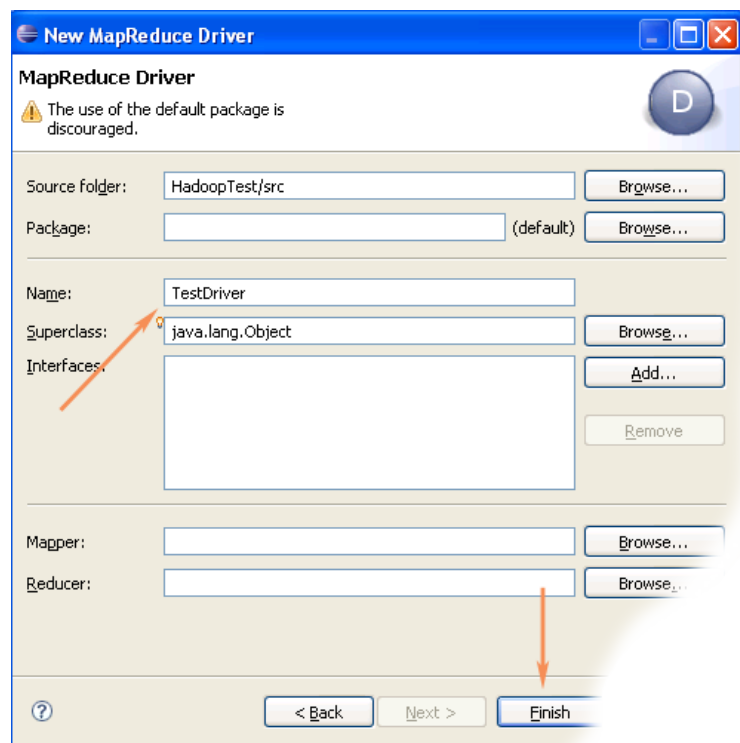 New MapReduce Driver
MapReduce Driver
The use of the default package is
discouraged.
D
Source folder: HadoopTest/src Browse...
Package: (default) Browse...
Name: TestDriver
Superclass: java.lang.Object Browse...
Interfaces: Add...
Remove
Mapper: Browse...
Reducer: Browse...
? < Back Next > Finish